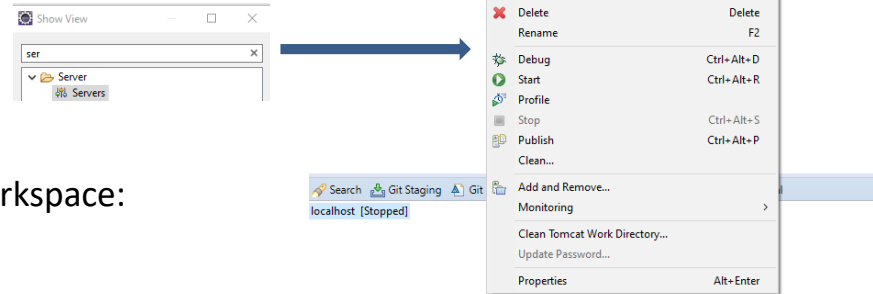 Show View
ser
Server
Servers
Delete Delete
Rename F2
Debug Ctrl+Alt+D
Start Ctrl+Alt+R
Profile
Stop Ctrl+Alt+S
Publish Ctrl+Alt+P
Clean...
Add and Remove...
Monitoring
Clean Tomcat Work Directory...
Update Password...
Properties Alt+Enter
rkspace:
Search Git Staging Git
localhost [Stopped]